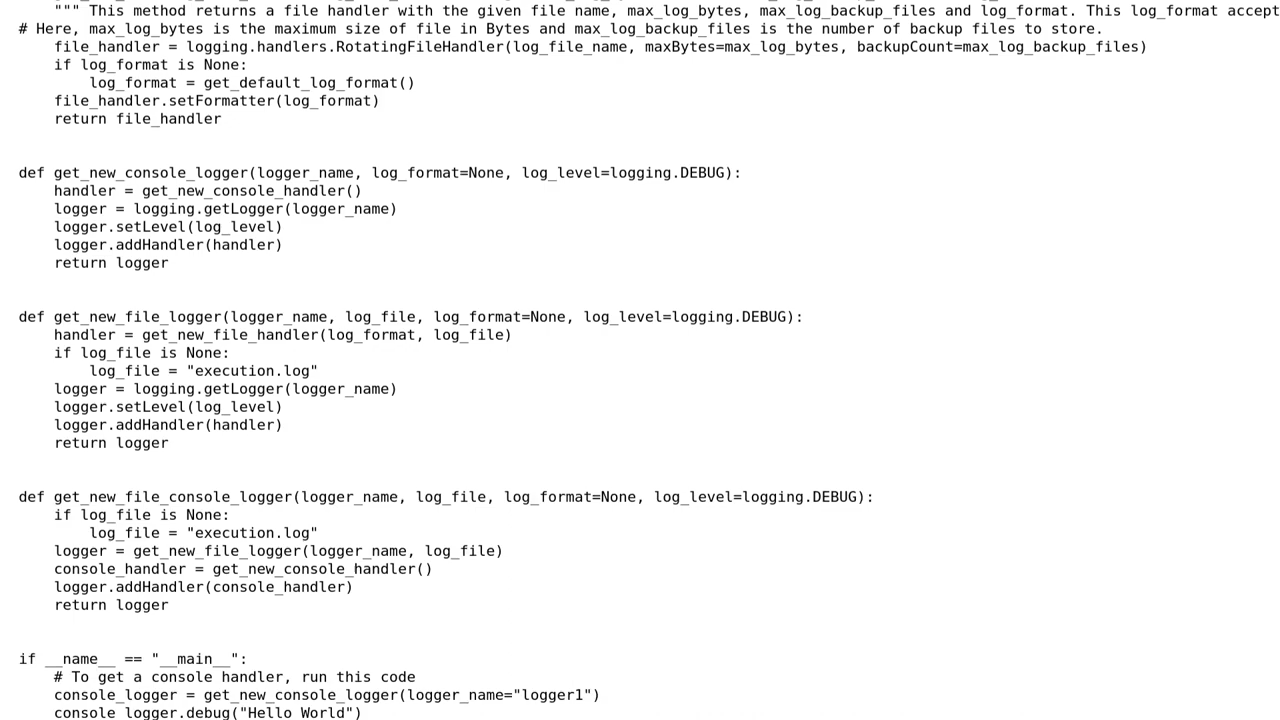 """ This method returns a file handler with the given file name, max_log_bytes, max_log_backup_files and log_format. This log_format accept
# Here, max_log_bytes is the maximum size of file in Bytes and max_log_backup_files is the number of backup files to store.
    file_handler = logging.handlers.RotatingFileHandler(log_file_name, maxBytes=max_log_bytes, backupCount=max_log_backup_files)
    if log_format is None:
        log_format = get_default_log_format()
    file_handler.setFormatter(log_format)
    return file_handler
def get_new_console_logger(logger_name, log_format=None, log_level=logging.DEBUG):
    handler = get_new_console_handler()
    logger = logging.getLogger(logger_name)
    logger.setLevel(log_level)
    logger.addHandler(handler)
    return logger
def get_new_file_logger(logger_name, log_file, log_format=None, log_level=logging.DEBUG):
    handler = get_new_file_handler(log_format, log_file)
    if log_file is None:
        log_file = "execution.log"
    logger = logging.getLogger(logger_name)
    logger.setLevel(log_level)
    logger.addHandler(handler)
    return logger
def get_new_file_console_logger(logger_name, log_file, log_format=None, log_level=logging.DEBUG):
    if log_file is None:
        log_file = "execution.log"
    logger = get_new_file_logger(logger_name, log_file)
    console_handler = get_new_console_handler()
    logger.addHandler(console_handler)
    return logger
if __name__ == "__main__":
    # To get a console handler, run this code
    console_logger = get_new_console_logger(logger_name="logger1")
    console_logger.debug("Hello World")